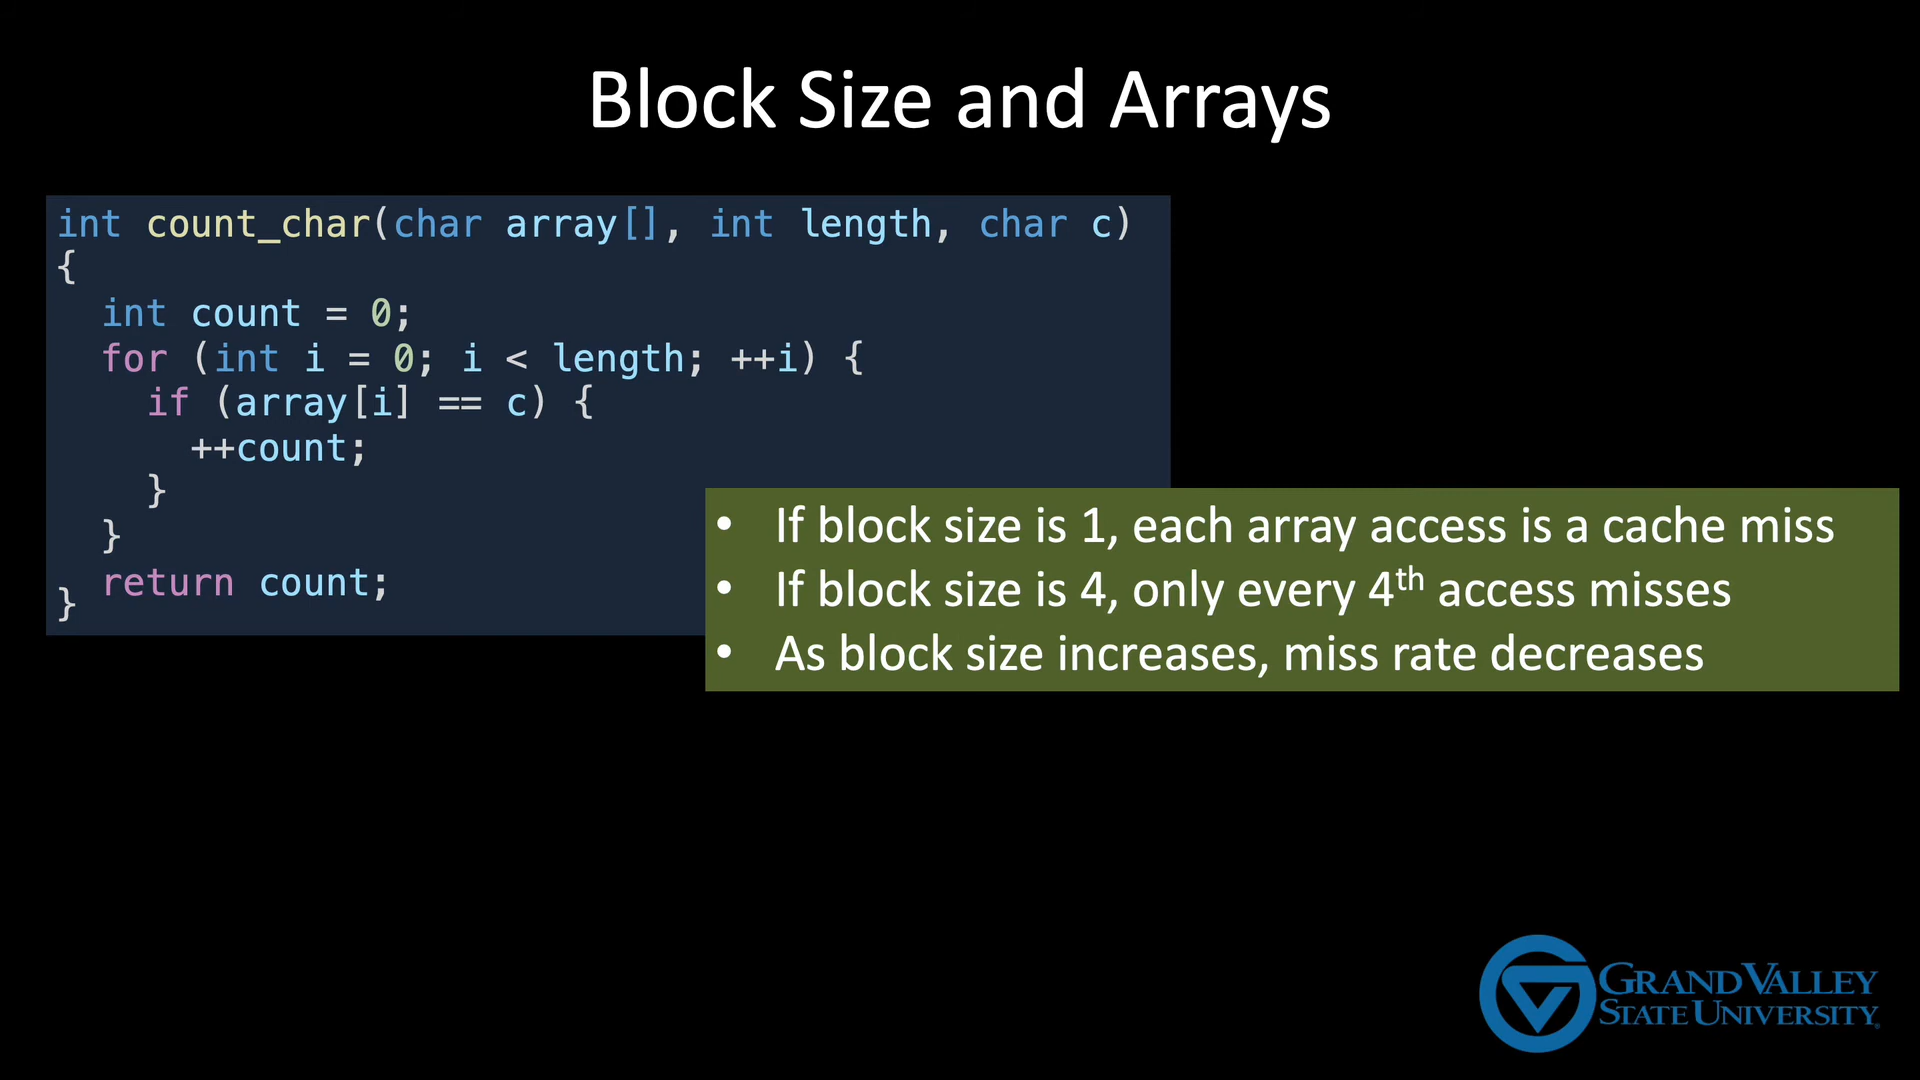 Block Size and Arrays
int count_char(char array[], int length, char c)
{
  int count = 0;
  for (int i = 0; i < length; ++i) {
    if (array[i] == c) {
      ++count;
    }
  }
  return count;
}
• If block size is 1, each array access is a cache miss
• If block size is 4, only every 4th access misses
• As block size increases, miss rate decreases
GRAND VALLEY
STATE UNIVERSITY